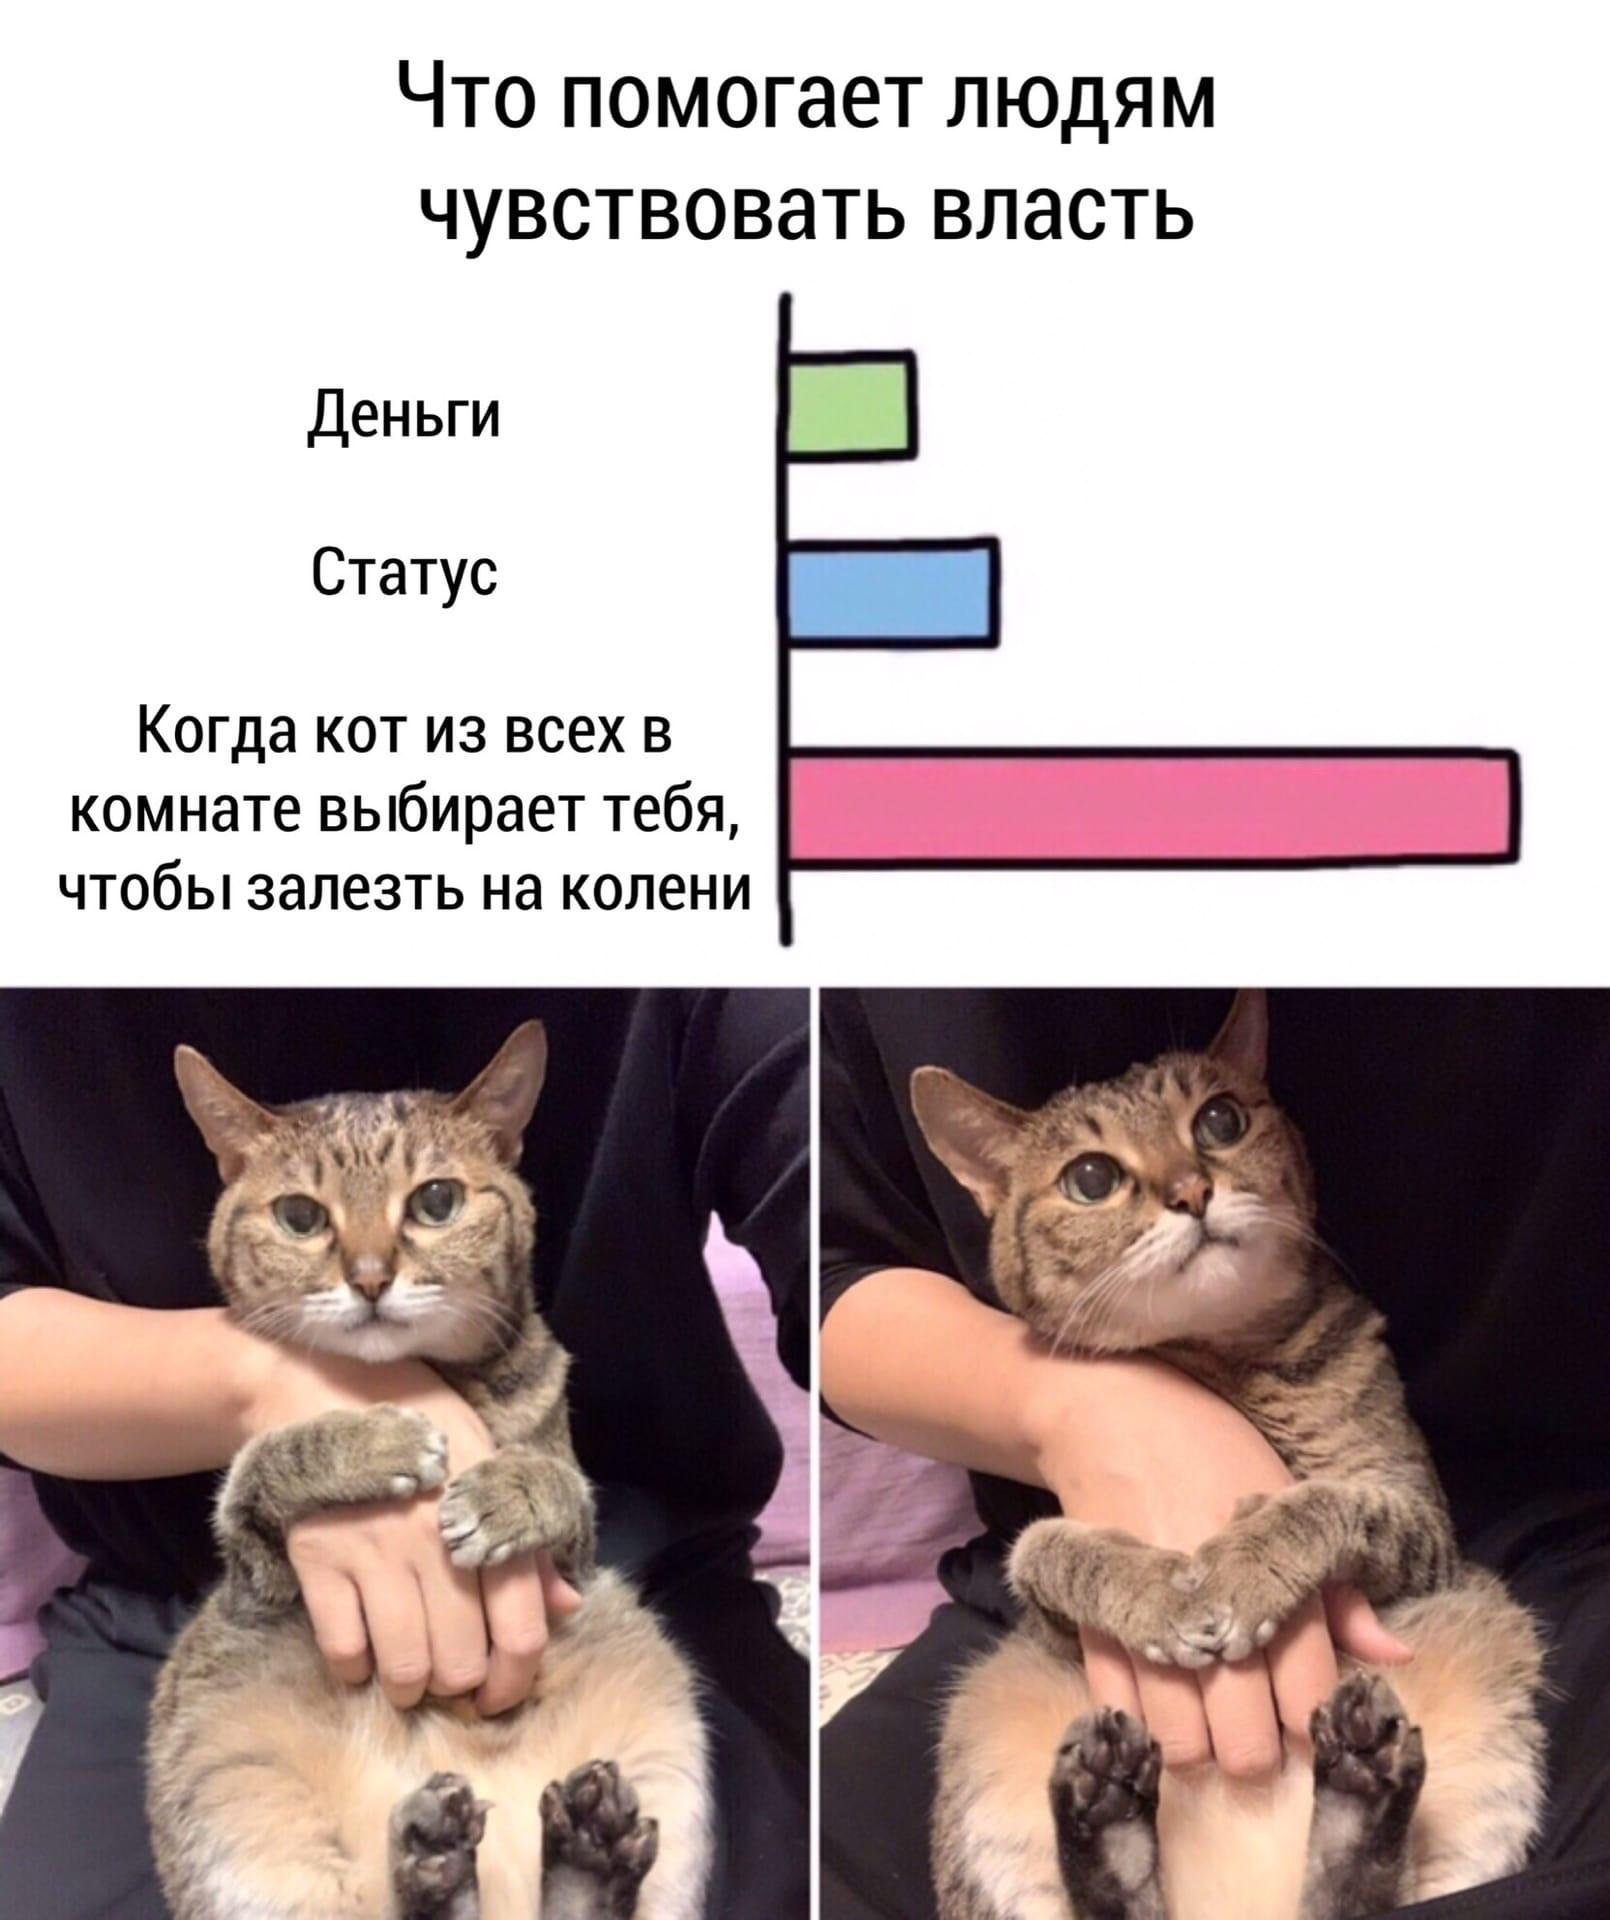 Что помогает людям
чувствовать власть
Деньги
Статус
Когда кот из всех в
комнате выбирает тебя,
чтобы залезть на колени